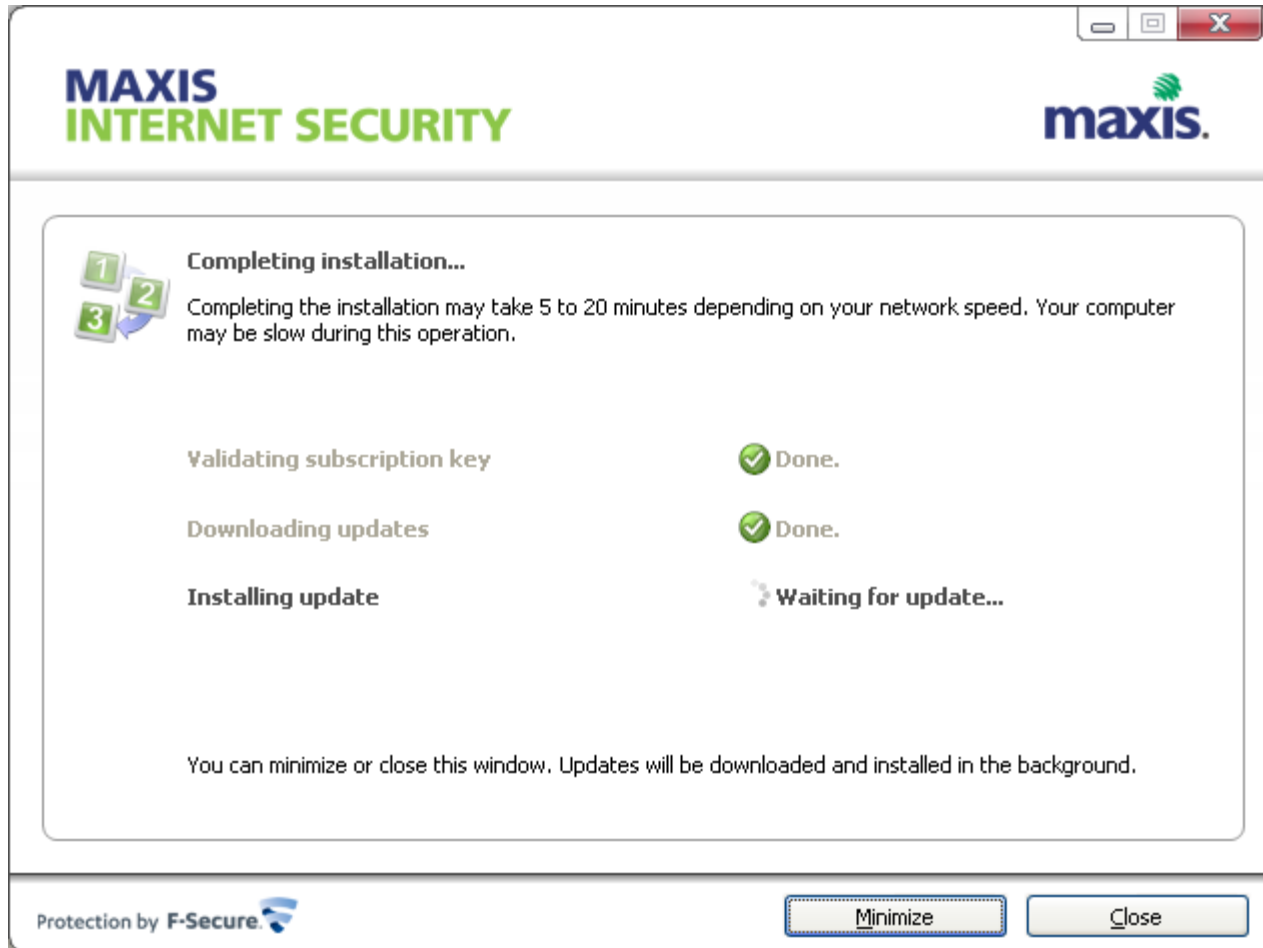 MAXIS
INTERNET SECURITY
maxis.
1
2
3
Completing installation...
Completing the installation may take 5 to 20 minutes depending on your network speed. Your computer
may be slow during this operation.
Validating subscription key Done.
Downloading updates Done.
Installing update Waiting for update...
You can minimize or close this window. Updates will be downloaded and installed in the background.
Protection by F-Secure. Minimize Close